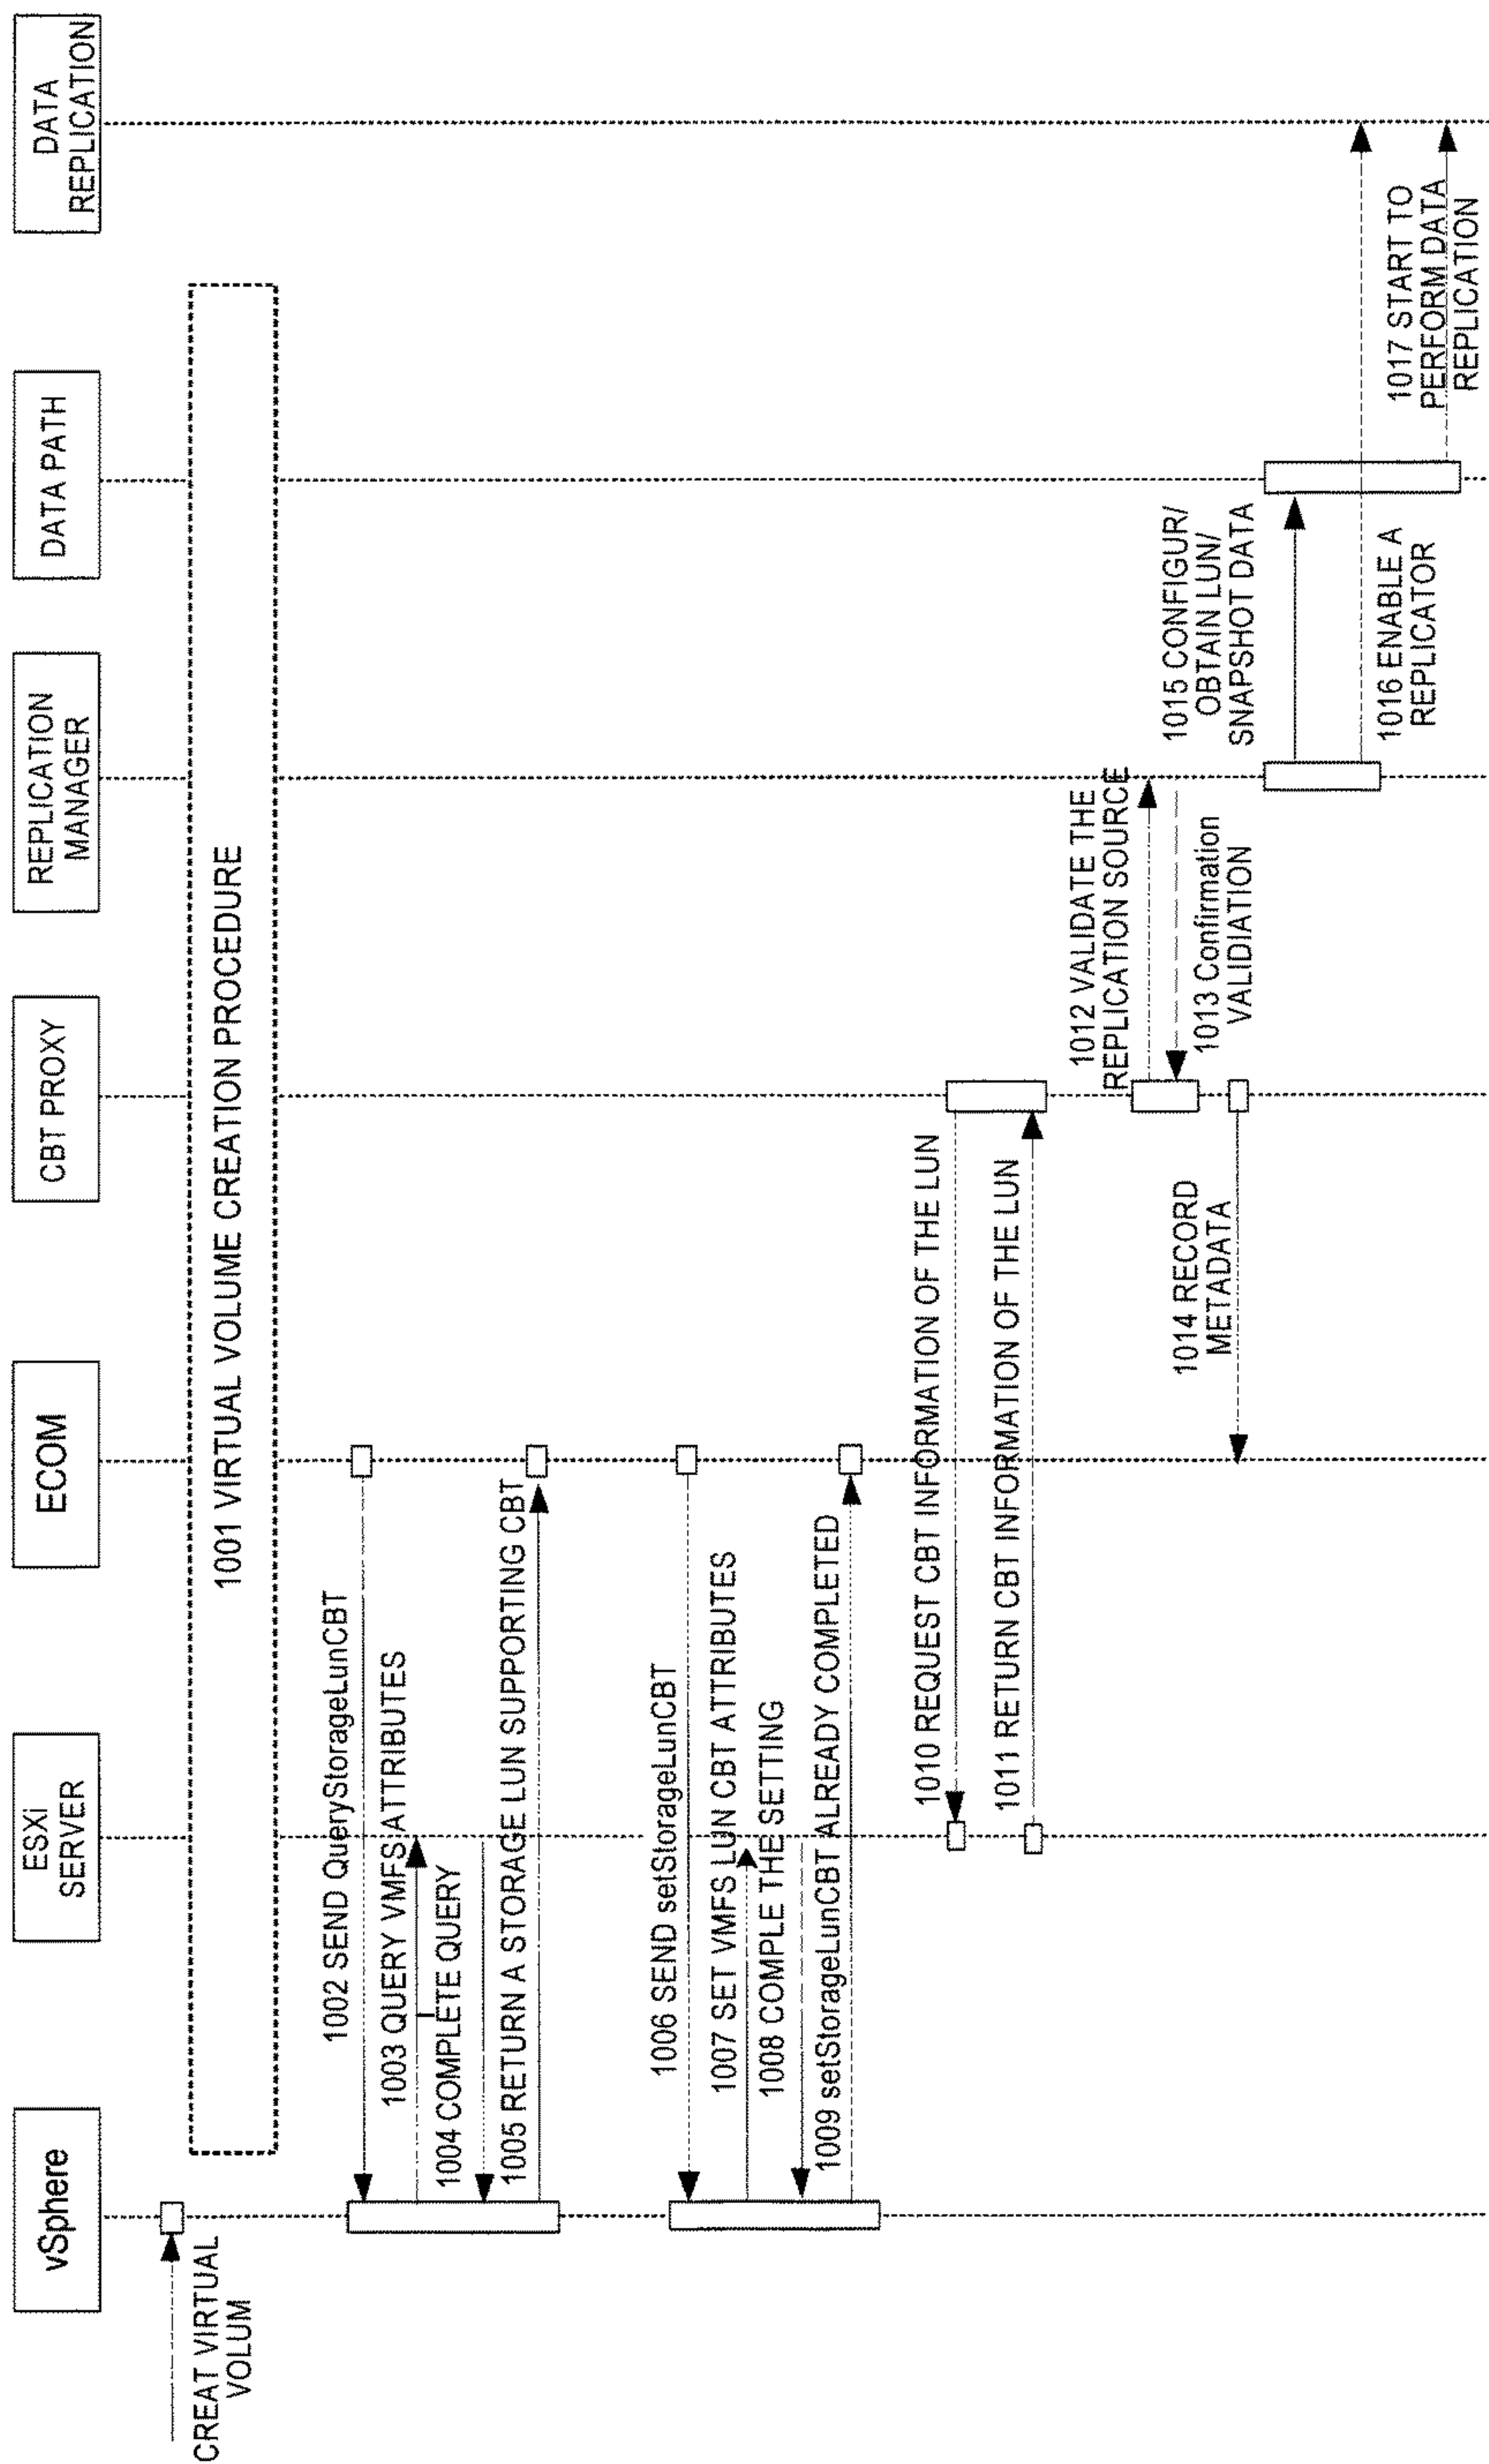 vSphere
ESXi
SERVER
ECOM
CBT PROXY
REPLICATION
MANAGER
DATA PATH
DATA
REPLICATION
CREAT VIRTUAL
VOLUM
1001 VIRTUAL VOLUME CREATION PROCEDURE
1002 SEND QueryStorageLunCBT
1003 QUERY VMFS ATTRIBUTES
1004 COMPLETE QUERY
1005 RETURN A STORAGE LUN SUPPORTING CBT
1006 SEND setStorageLunCBT
1007 SET VMFS LUN CBT ATTRIBUTES
1008 COMPLE THE SETTING
1009 setStorageLunCBT ALREADY COMPLETED
1010 REQUEST CBT INFORMATION OF THE LUN
1011 RETURN CBT INFORMATION OF THE LUN
1012 VALIDATE THE
REPLICATION SOURCE
1013 Confirmation
VALIDIATION
1014 RECORD
METADATA
1015 CONFIGUR/
OBTAIN LUN/
SNAPSHOT DATA
1016 ENABLE A
REPLICATOR
1017 START TO
PERFORM DATA
REPLICATION